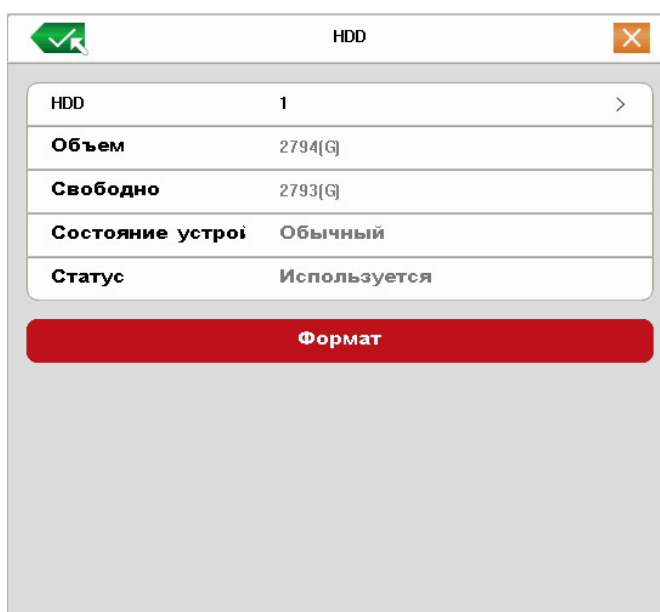 HDD
HDD 1 >
Объем 2794(G)
Свободно 2793(G)
Состояние устрой Обычный
Статус Используется
Формат